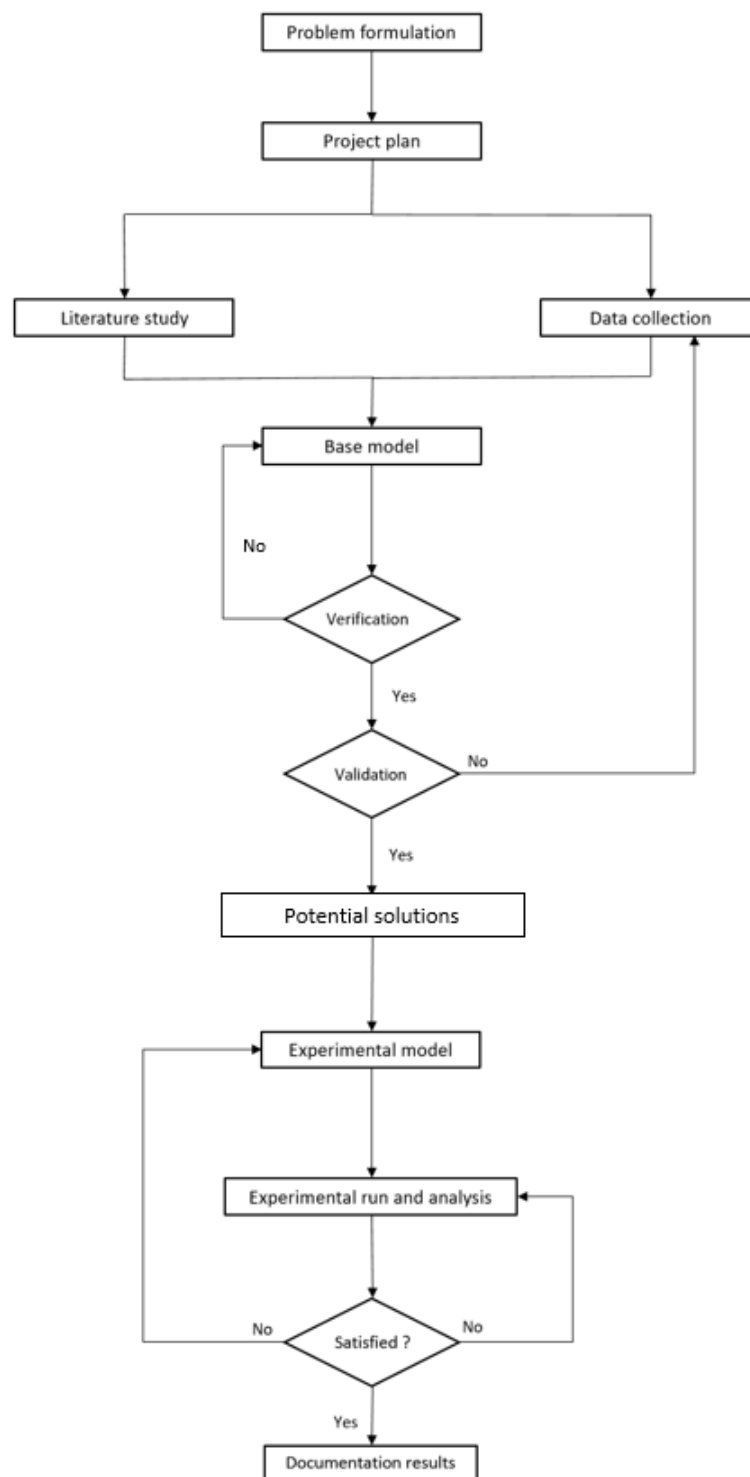 Problem formulation
Project plan
Literature study
Data collection
Base model
No
Verification
Yes
Validation
No
Yes
Potential solutions
Experimental model
Experimental run and analysis
No
Satisfied ?
No
Yes
Documentation results